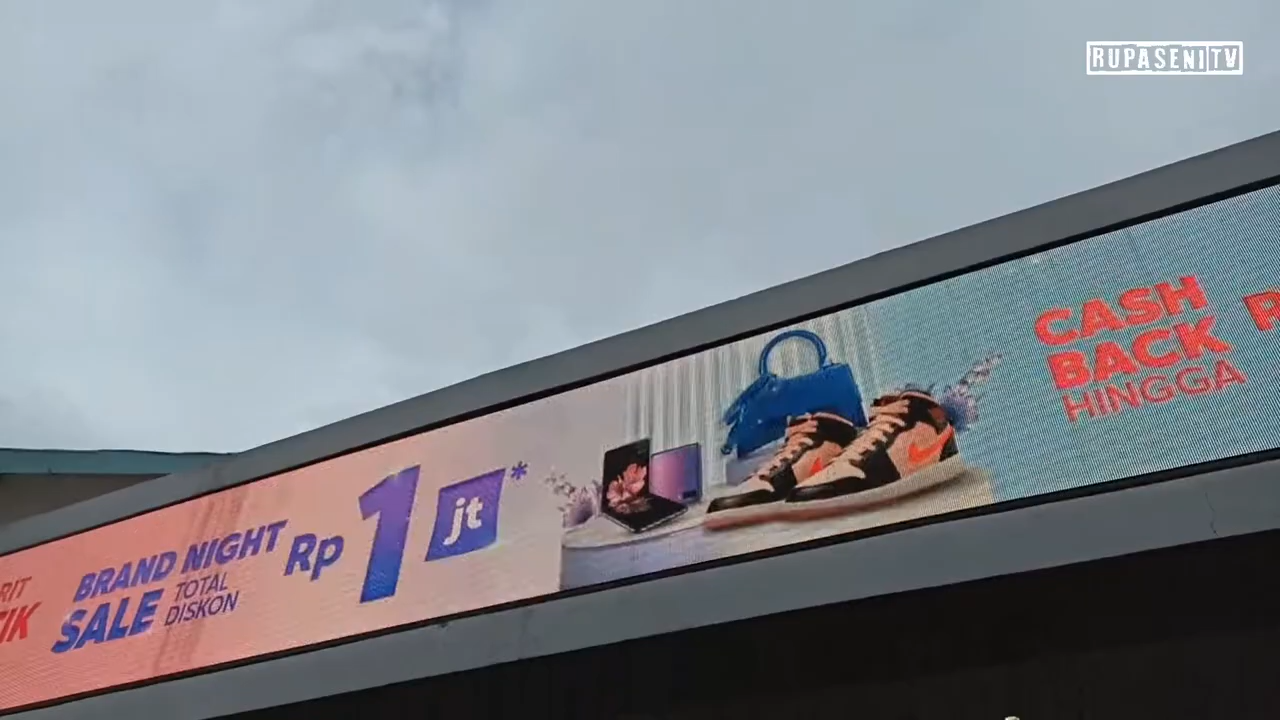 RUPASENI TV
BRAND NIGHT
SALE TOTAL
DISKON
Rp 1 jt*
CASH
BACK
HINGGA